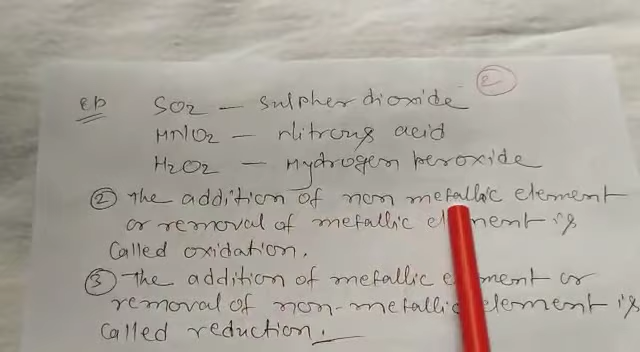 2
eg SO2 — Sulpher dioxide
HNO2 — Nitrous acid
H2O2 — Hydrogen peroxide
② The addition of non metallic element
or removal of metallic element is
called oxidation.
③ The addition of metallic element or
removal of non-metallic element is
called reduction.